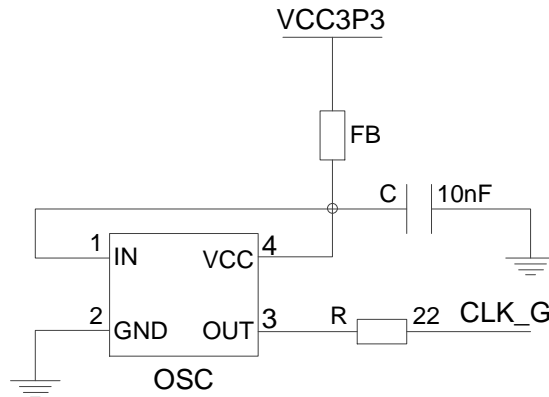 VCC3P3
FB
C 10nF
1 IN VCC 4
2 GND OUT 3 R 22 CLK_G
OSC